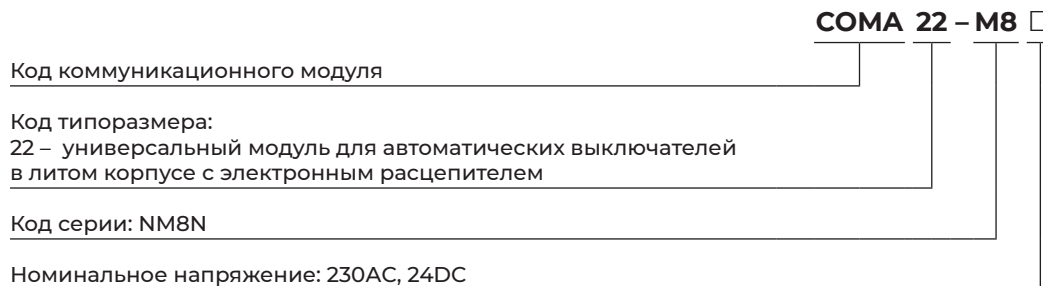 COMA 22 – M8 □
Код коммуникационного модуля
Код типоразмера:
22 – универсальный модуль для автоматических выключателей
в литом корпусе с электронным расцепителем
Код серии: NM8N
Номинальное напряжение: 230AC, 24DC